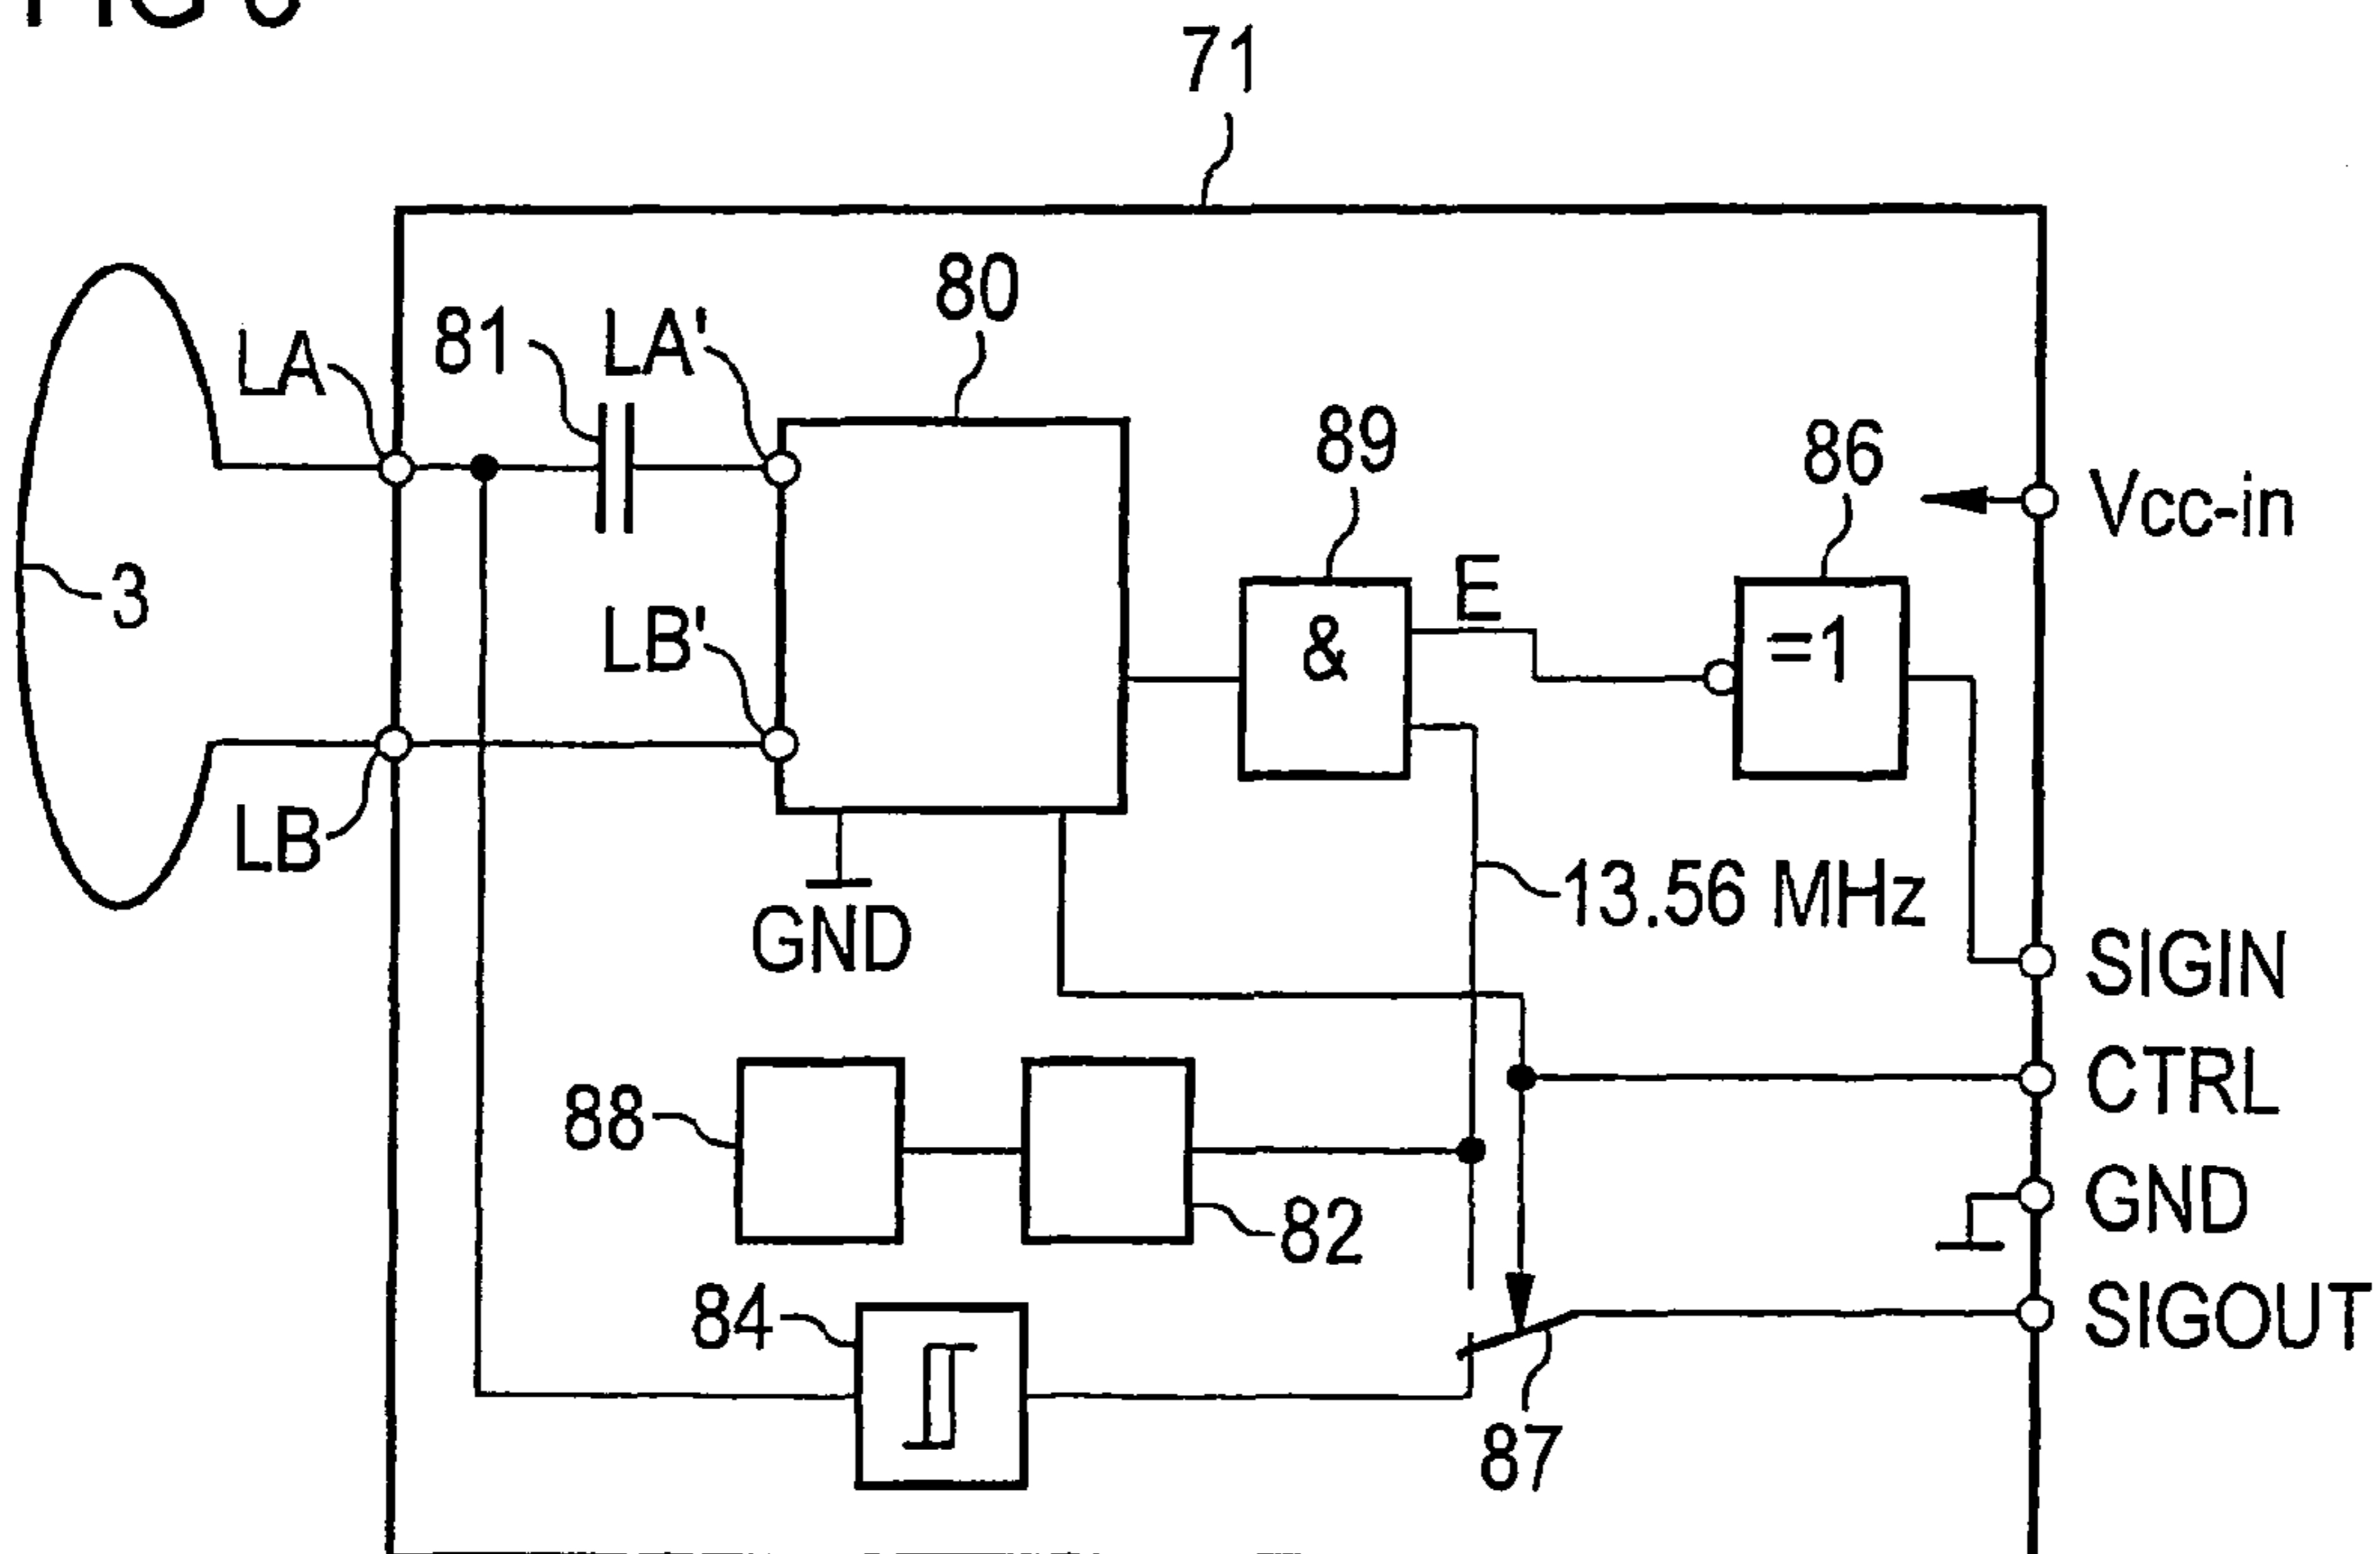 71
80
81
LA'
LA
89
86
Vcc-in
E
3
LB'
&
=1
LB
13.56 MHz
GND
SIGIN
CTRL
88
GND
82
84
SIGOUT
87